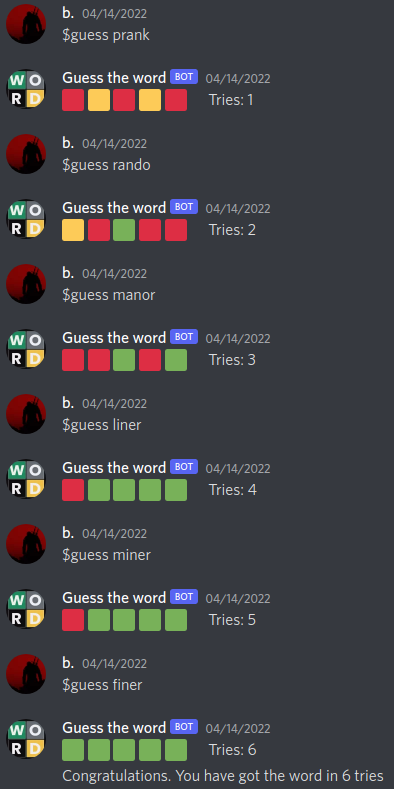 b. 04/14/2022
$guess prank
W O
R D
Guess the word BOT 04/14/2022
Tries: 1
b. 04/14/2022
$guess rando
W O
R D
Guess the word BOT 04/14/2022
Tries: 2
b. 04/14/2022
$guess manor
W O
R D
Guess the word BOT 04/14/2022
Tries: 3
b. 04/14/2022
$guess liner
W O
R D
Guess the word BOT 04/14/2022
Tries: 4
b. 04/14/2022
$guess miner
W O
R D
Guess the word BOT 04/14/2022
Tries: 5
b. 04/14/2022
$guess finer
W O
R D
Guess the word BOT 04/14/2022
Tries: 6
Congratulations. You have got the word in 6 tries